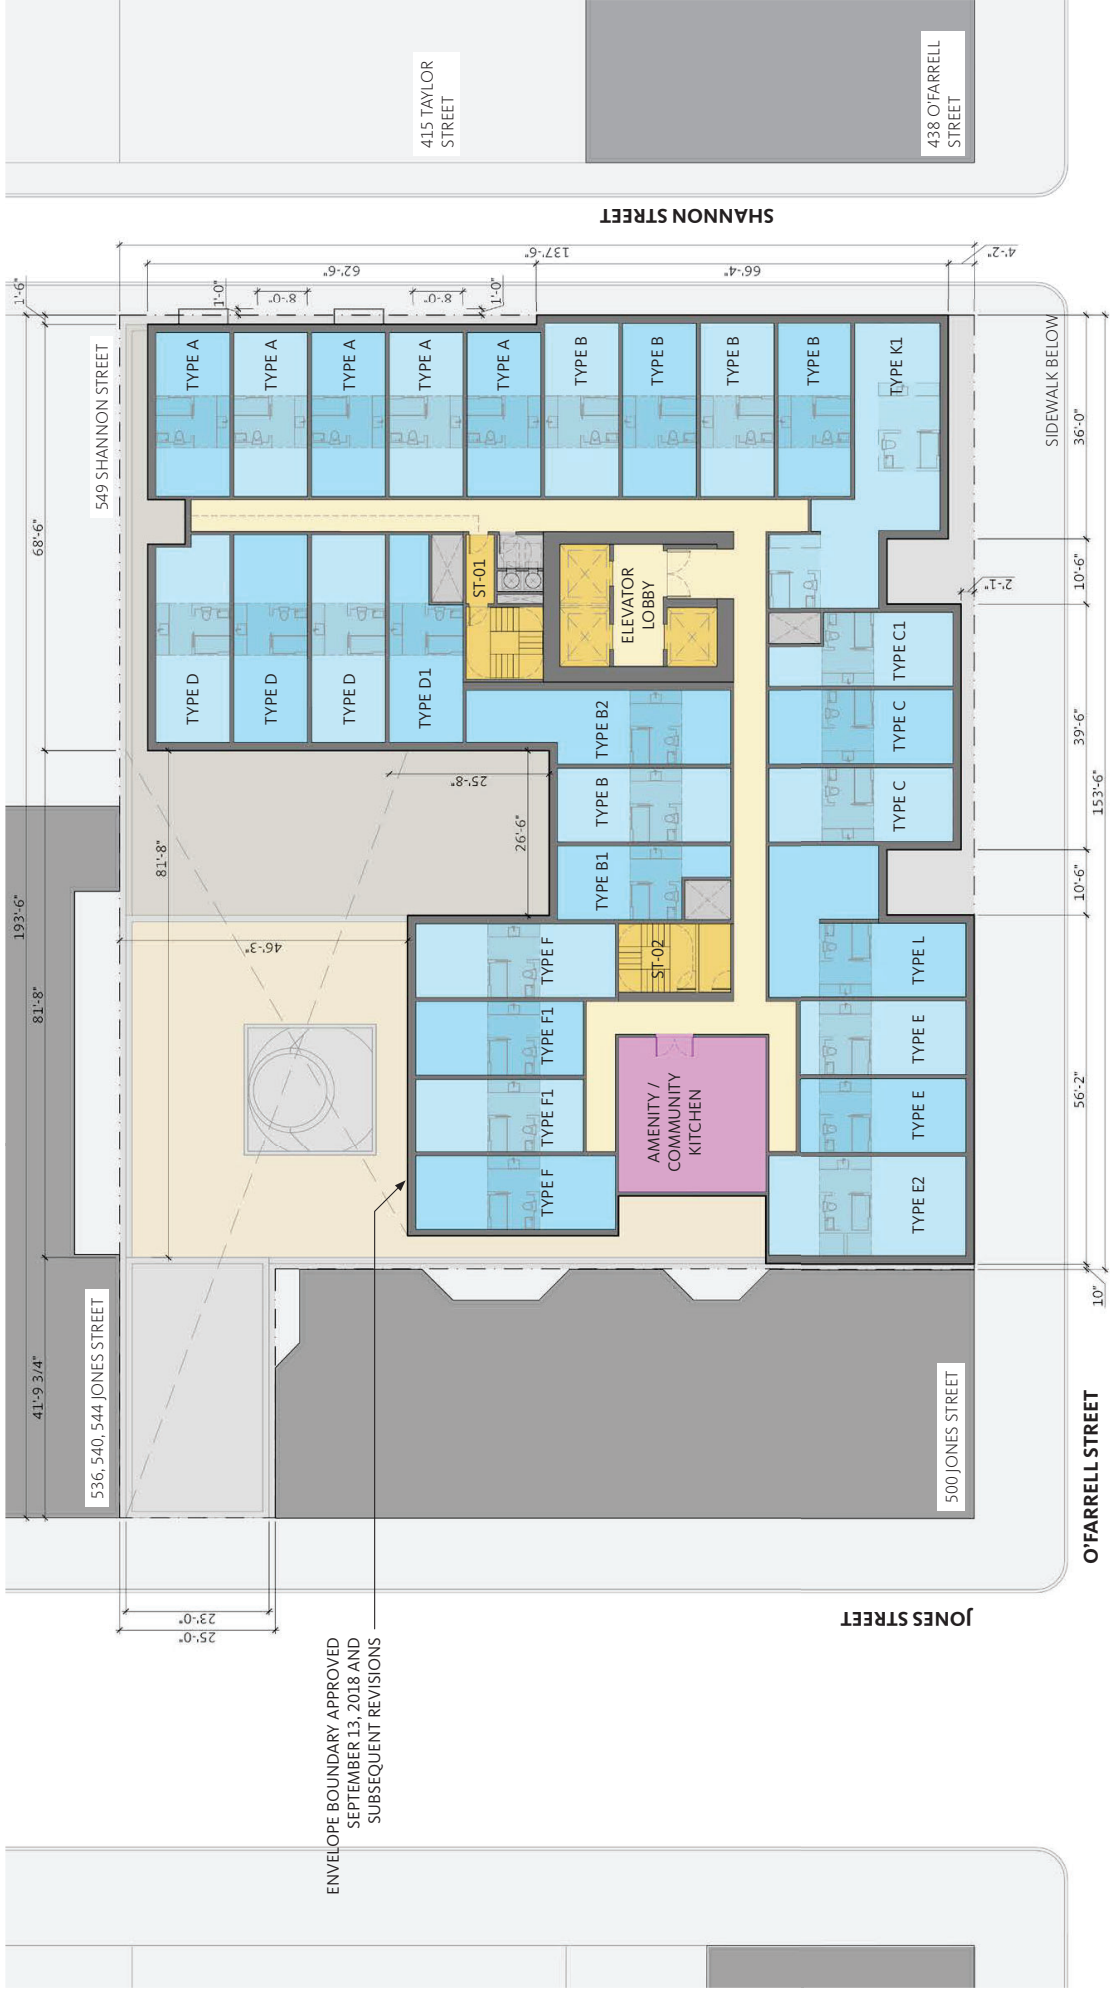 415 TAYLOR
STREET
438 O'FARRELL
STREET
SHANNON STREET
137'-6"
62'-6"
66'-4"
4'-2"
1'-6"
1'-0"
8'-0"
8'-0"
1'-0"
549 SHANNON STREET
SIDEWALK BELOW
TYPE A
TYPE A
TYPE A
TYPE A
TYPE A
TYPE B
TYPE B
TYPE B
TYPE B
TYPE K1
36'-0"
68'-6"
ST-01
ELEVATOR
LOBBY
10'-6"
2'-1"
TYPE D
TYPE D
TYPE D
TYPE D1
TYPE B2
TYPE B
TYPE B1
TYPE C1
TYPE C
TYPE C
39'-6"
153'-6"
25'-8"
26'-6"
81'-8"
193'-6"
10'-6"
46'-3"
81'-8"
TYPE F
TYPE F1
TYPE F1
TYPE F
ST-02
AMENITY /
COMMUNITY
KITCHEN
TYPE L
TYPE E
TYPE E
TYPE E2
56'-2"
10"
536, 540, 544 JONES STREET
41'-9 3/4"
500 JONES STREET
O'FARRELL STREET
23'-0"
25'-0"
JONES STREET
ENVELOPE BOUNDARY APPROVED
SEPTEMBER 13, 2018 AND
SUBSEQUENT REVISIONS